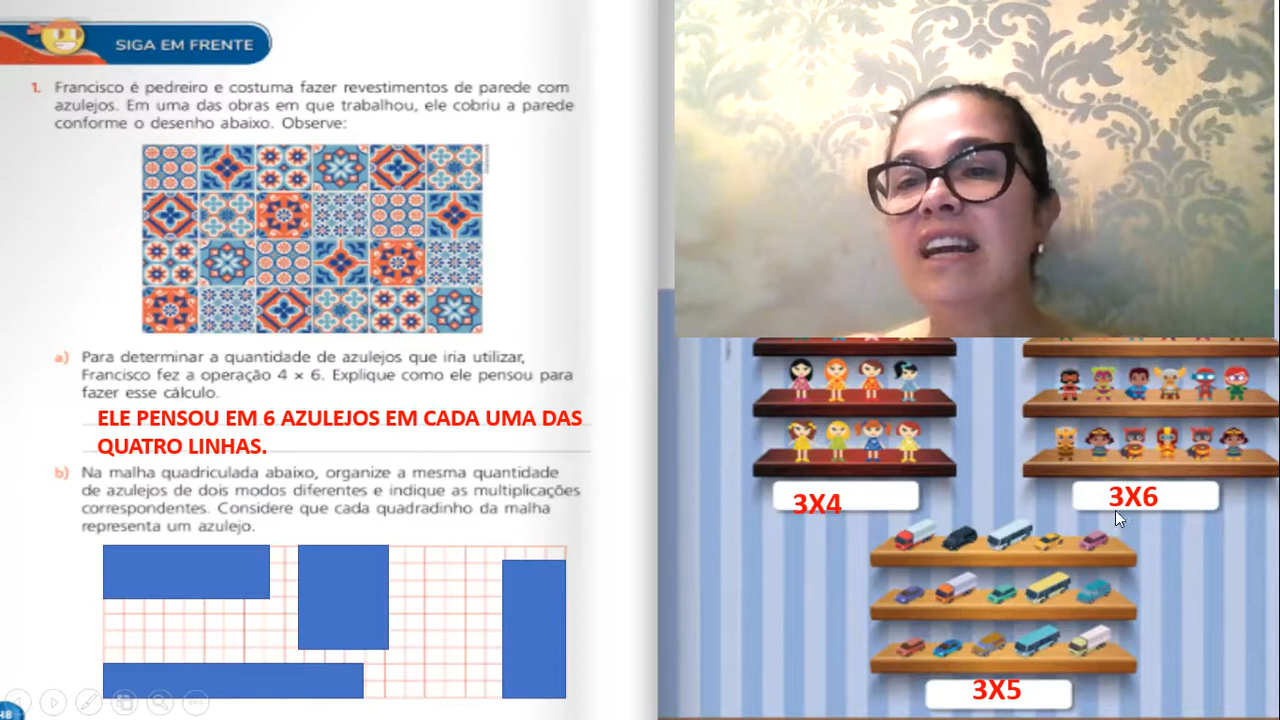 SIGA EM FRENTE
1. Francisco é pedreiro e costuma fazer revestimentos de parede com
azulejos. Em uma das obras em que trabalhou, ele cobriu a parede
conforme o desenho abaixo. Observe:
a) Para determinar a quantidade de azulejos que iria utilizar,
Francisco fez a operação 4 × 6. Explique como ele pensou para
fazer esse cálculo.
ELE PENSOU EM 6 AZULEJOS EM CADA UMA DAS
QUATRO LINHAS.
b) Na malha quadriculada abaixo, organize a mesma quantidade
de azulejos de dois modos diferentes e indique as multiplicações
correspondentes. Considere que cada quadradinho da malha
representa um azulejo.
48
3X4
3X6
3X5